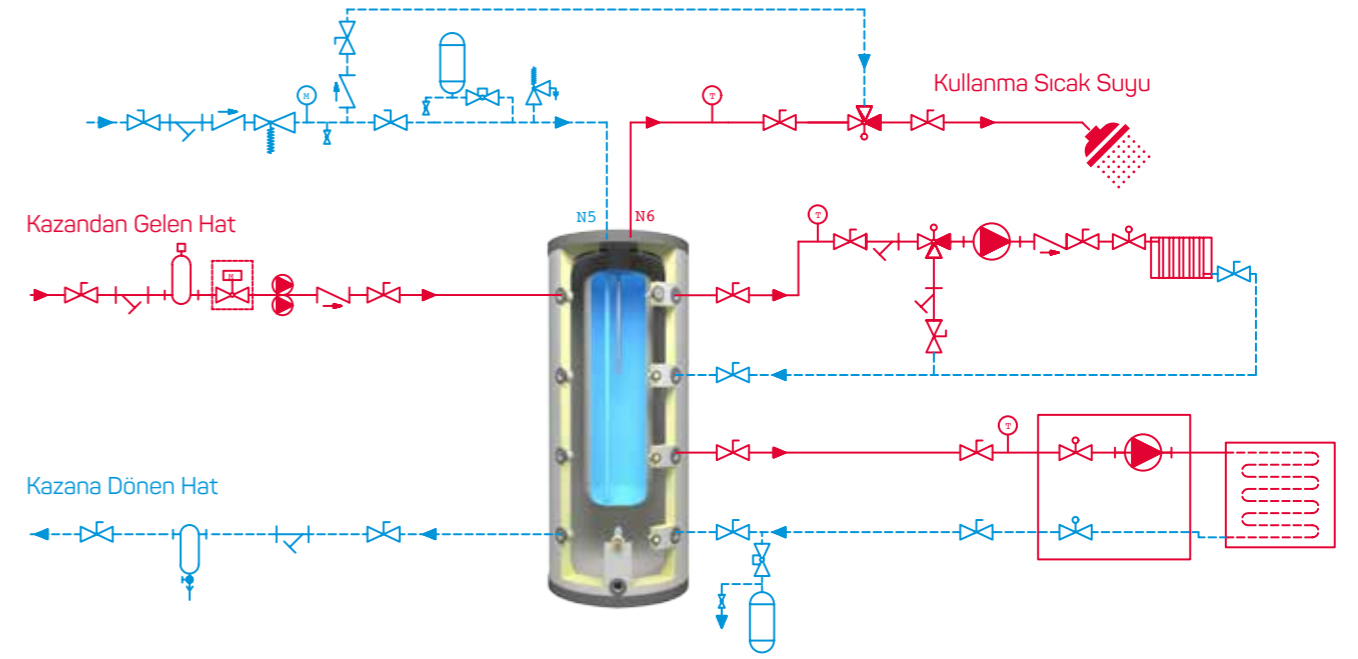 M
T
Kullanma Sıcak Suyu
N5
N6
T
Kazandan Gelen Hat
M
T
Kazana Dönen Hat